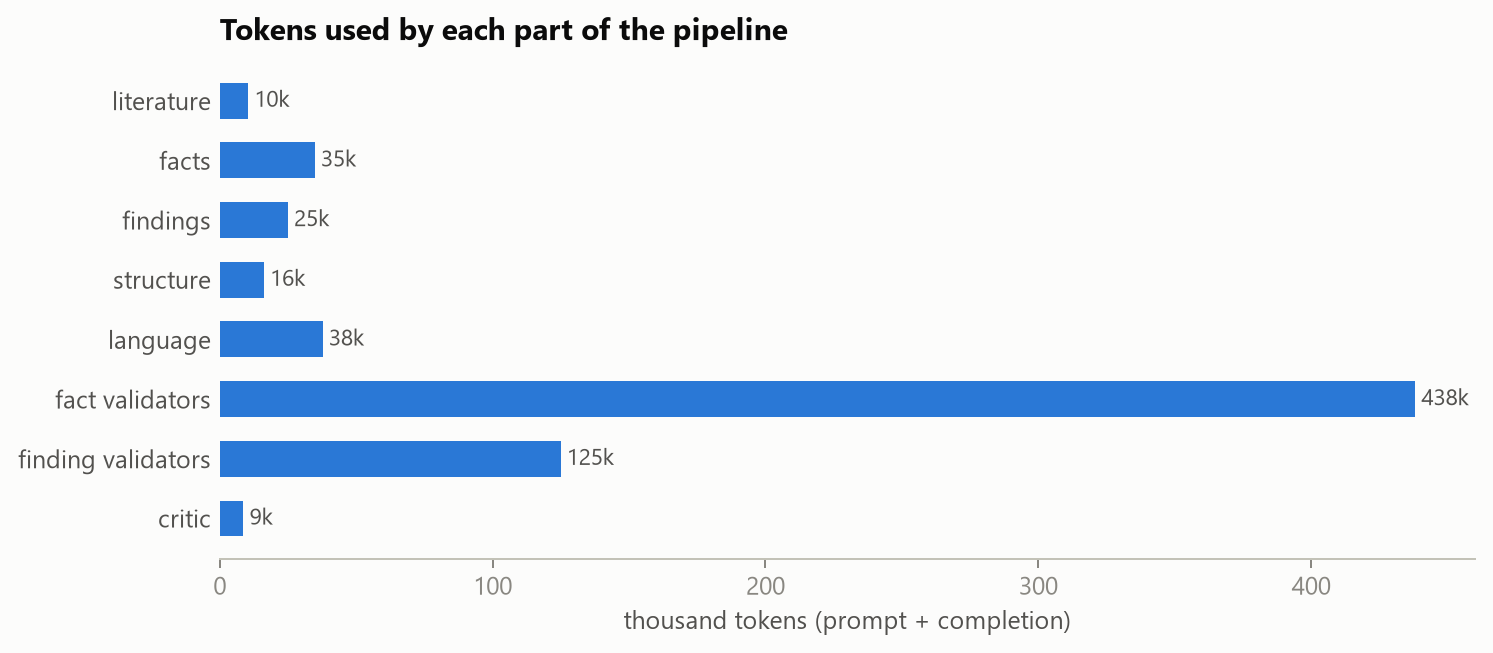 Tokens used by each part of the pipeline
literature 10k
facts 35k
findings 25k
structure 16k
language 38k
fact validators 438k
finding validators 125k
critic 9k
0 100 200 300 400
thousand tokens (prompt + completion)